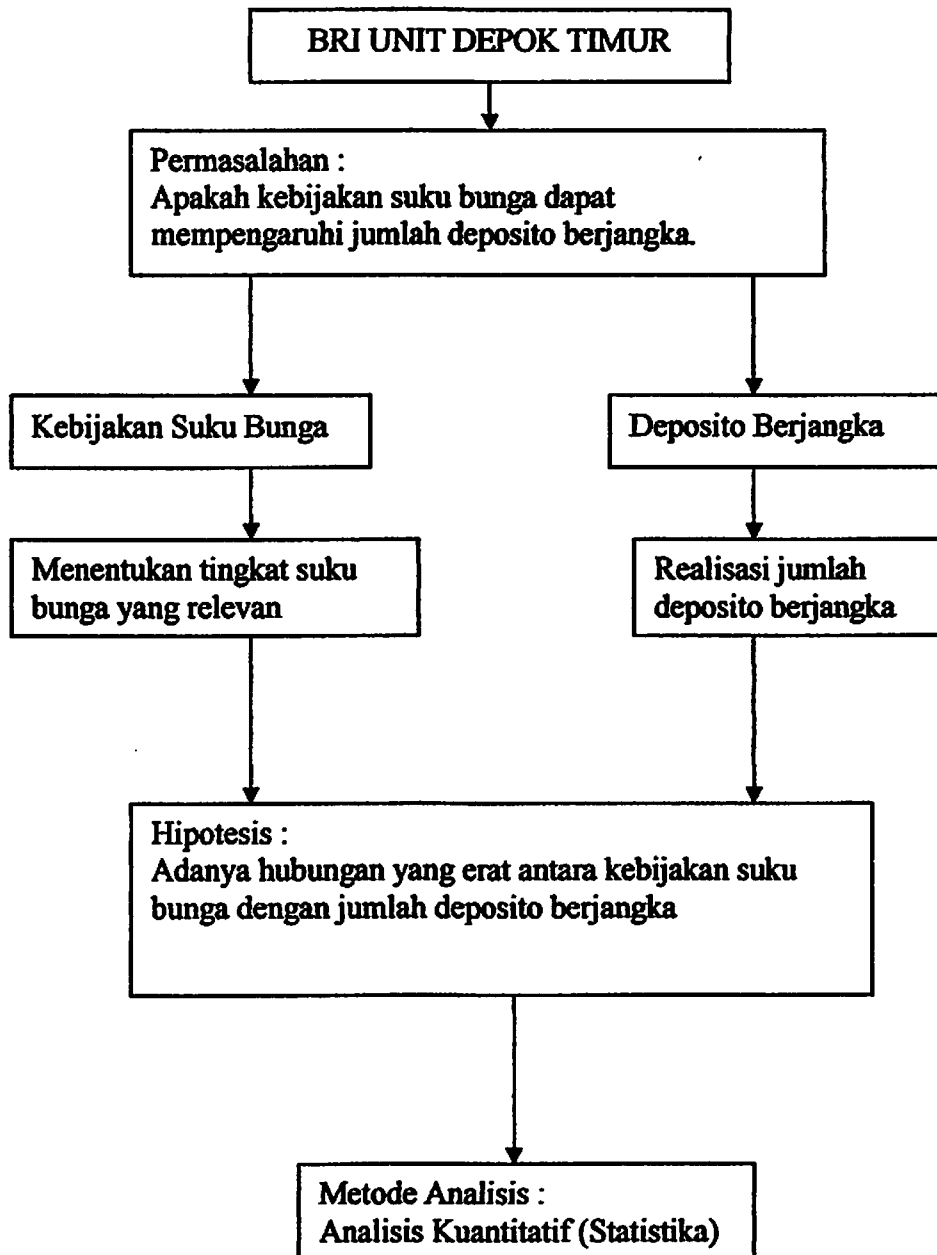 BRI UNIT DEPOK TIMUR
Permasalahan :
Apakah kebijakan suku bunga dapat
mempengaruhi jumlah deposito berjangka.
Kebijakan Suku Bunga
Deposito Berjangka
Menentukan tingkat suku
bunga yang relevan
Realisasi jumlah
deposito berjangka
Hipotesis :
Adanya hubungan yang erat antara kebijakan suku
bunga dengan jumlah deposito berjangka
Metode Analisis :
Analisis Kuantitatif (Statistika)